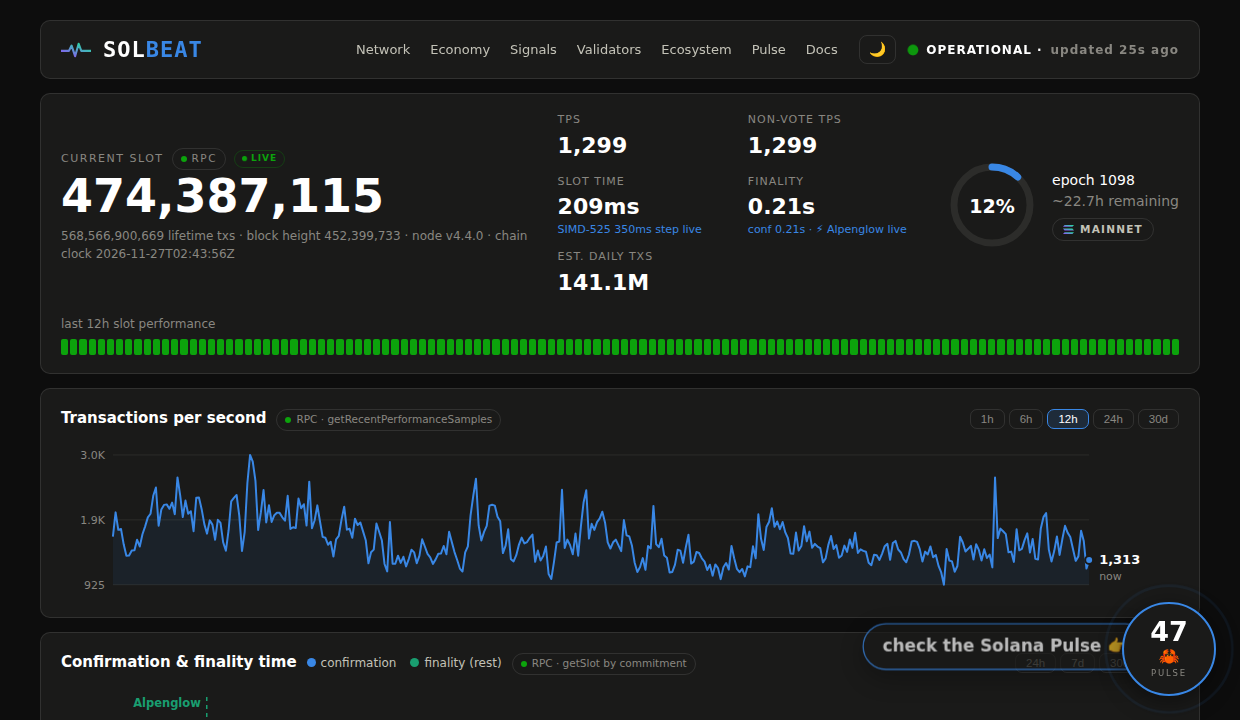 SOLBEAT
Network Economy Signals Validators Ecosystem Pulse Docs
OPERATIONAL · updated 25s ago
CURRENT SLOT RPC LIVE
474,387,115
568,566,900,669 lifetime txs · block height 452,399,733 · node v4.4.0 · chain
clock 2026-11-27T02:43:56Z
TPS
1,299
NON-VOTE TPS
1,299
SLOT TIME
209ms
SIMD-525 350ms step live
FINALITY
0.21s
conf 0.21s · ⚡ Alpenglow live
EST. DAILY TXS
141.1M
12%
epoch 1098
~22.7h remaining
MAINNET
last 12h slot performance
Transactions per second RPC · getRecentPerformanceSamples
1h 6h 12h 24h 30d
3.0K
1.9K
925
1,313
now
Confirmation & finality time confirmation finality (rest) RPC · getSlot by commitment
24h 7d
check the Solana Pulse 👉
47
🦀
PULSE
Alpenglow